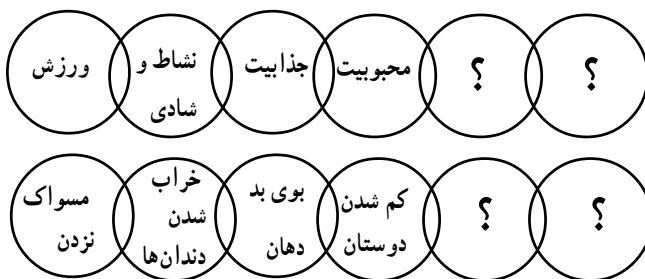 ورزش
نشاط و
شادی
جذابیت
محبوبیت
؟
؟
مسواک
نزدن
خراب
شدن
دندان‌ها
بوی بد
دهان
کم شدن
دوستان
؟
؟